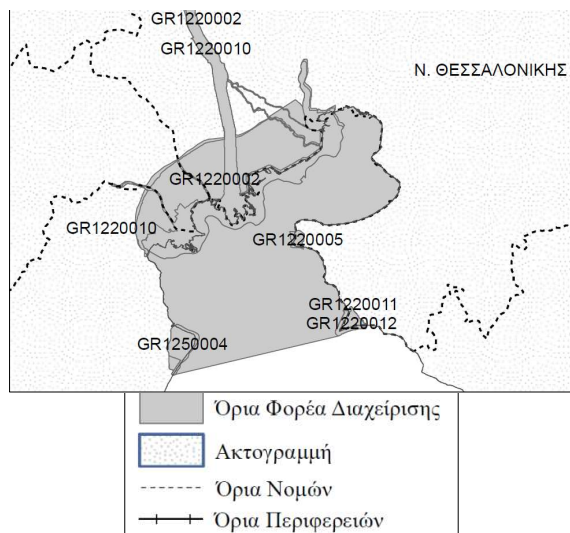 GR1220002
GR1220010
Ν. ΘΕΣΣΑΛΟΝΙΚΗΣ
GR1220002
GR1220010
GR1220005
GR1220011
GR1220012
GR1250004
Όρια Φορέα Διαχείρισης
Ακτογραμμή
Όρια Νομών
Όρια Περιφερειών